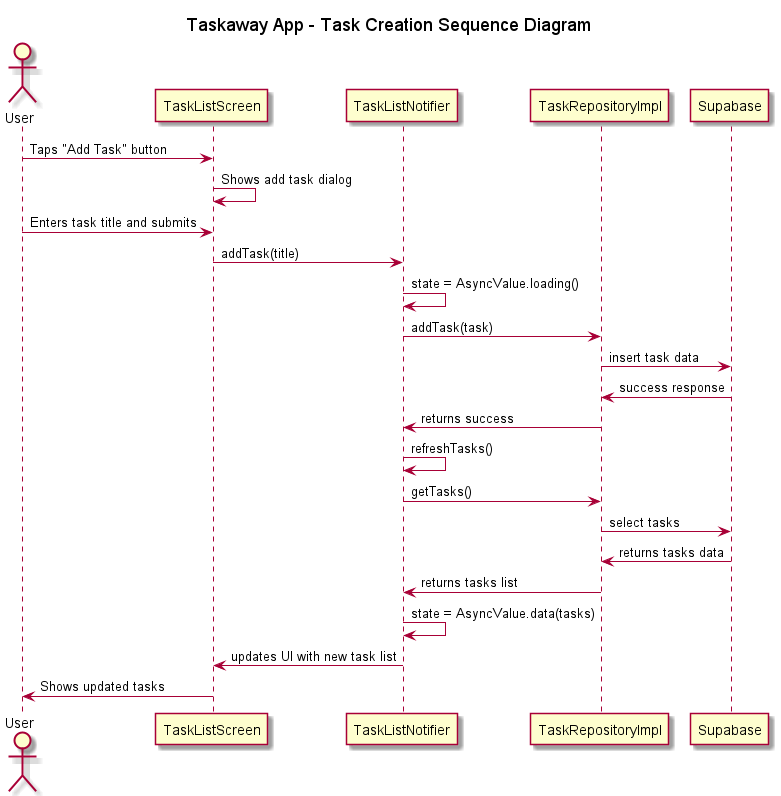 Taskaway App - Task Creation Sequence Diagram
User
TaskListScreen
TaskListNotifier
TaskRepositoryImpl
Supabase
Taps "Add Task" button
Shows add task dialog
Enters task title and submits
addTask(title)
state = AsyncValue.loading()
addTask(task)
insert task data
success response
returns success
refreshTasks()
getTasks()
select tasks
returns tasks data
returns tasks list
state = AsyncValue.data(tasks)
updates UI with new task list
Shows updated tasks
User
TaskListScreen
TaskListNotifier
TaskRepositoryImpl
Supabase